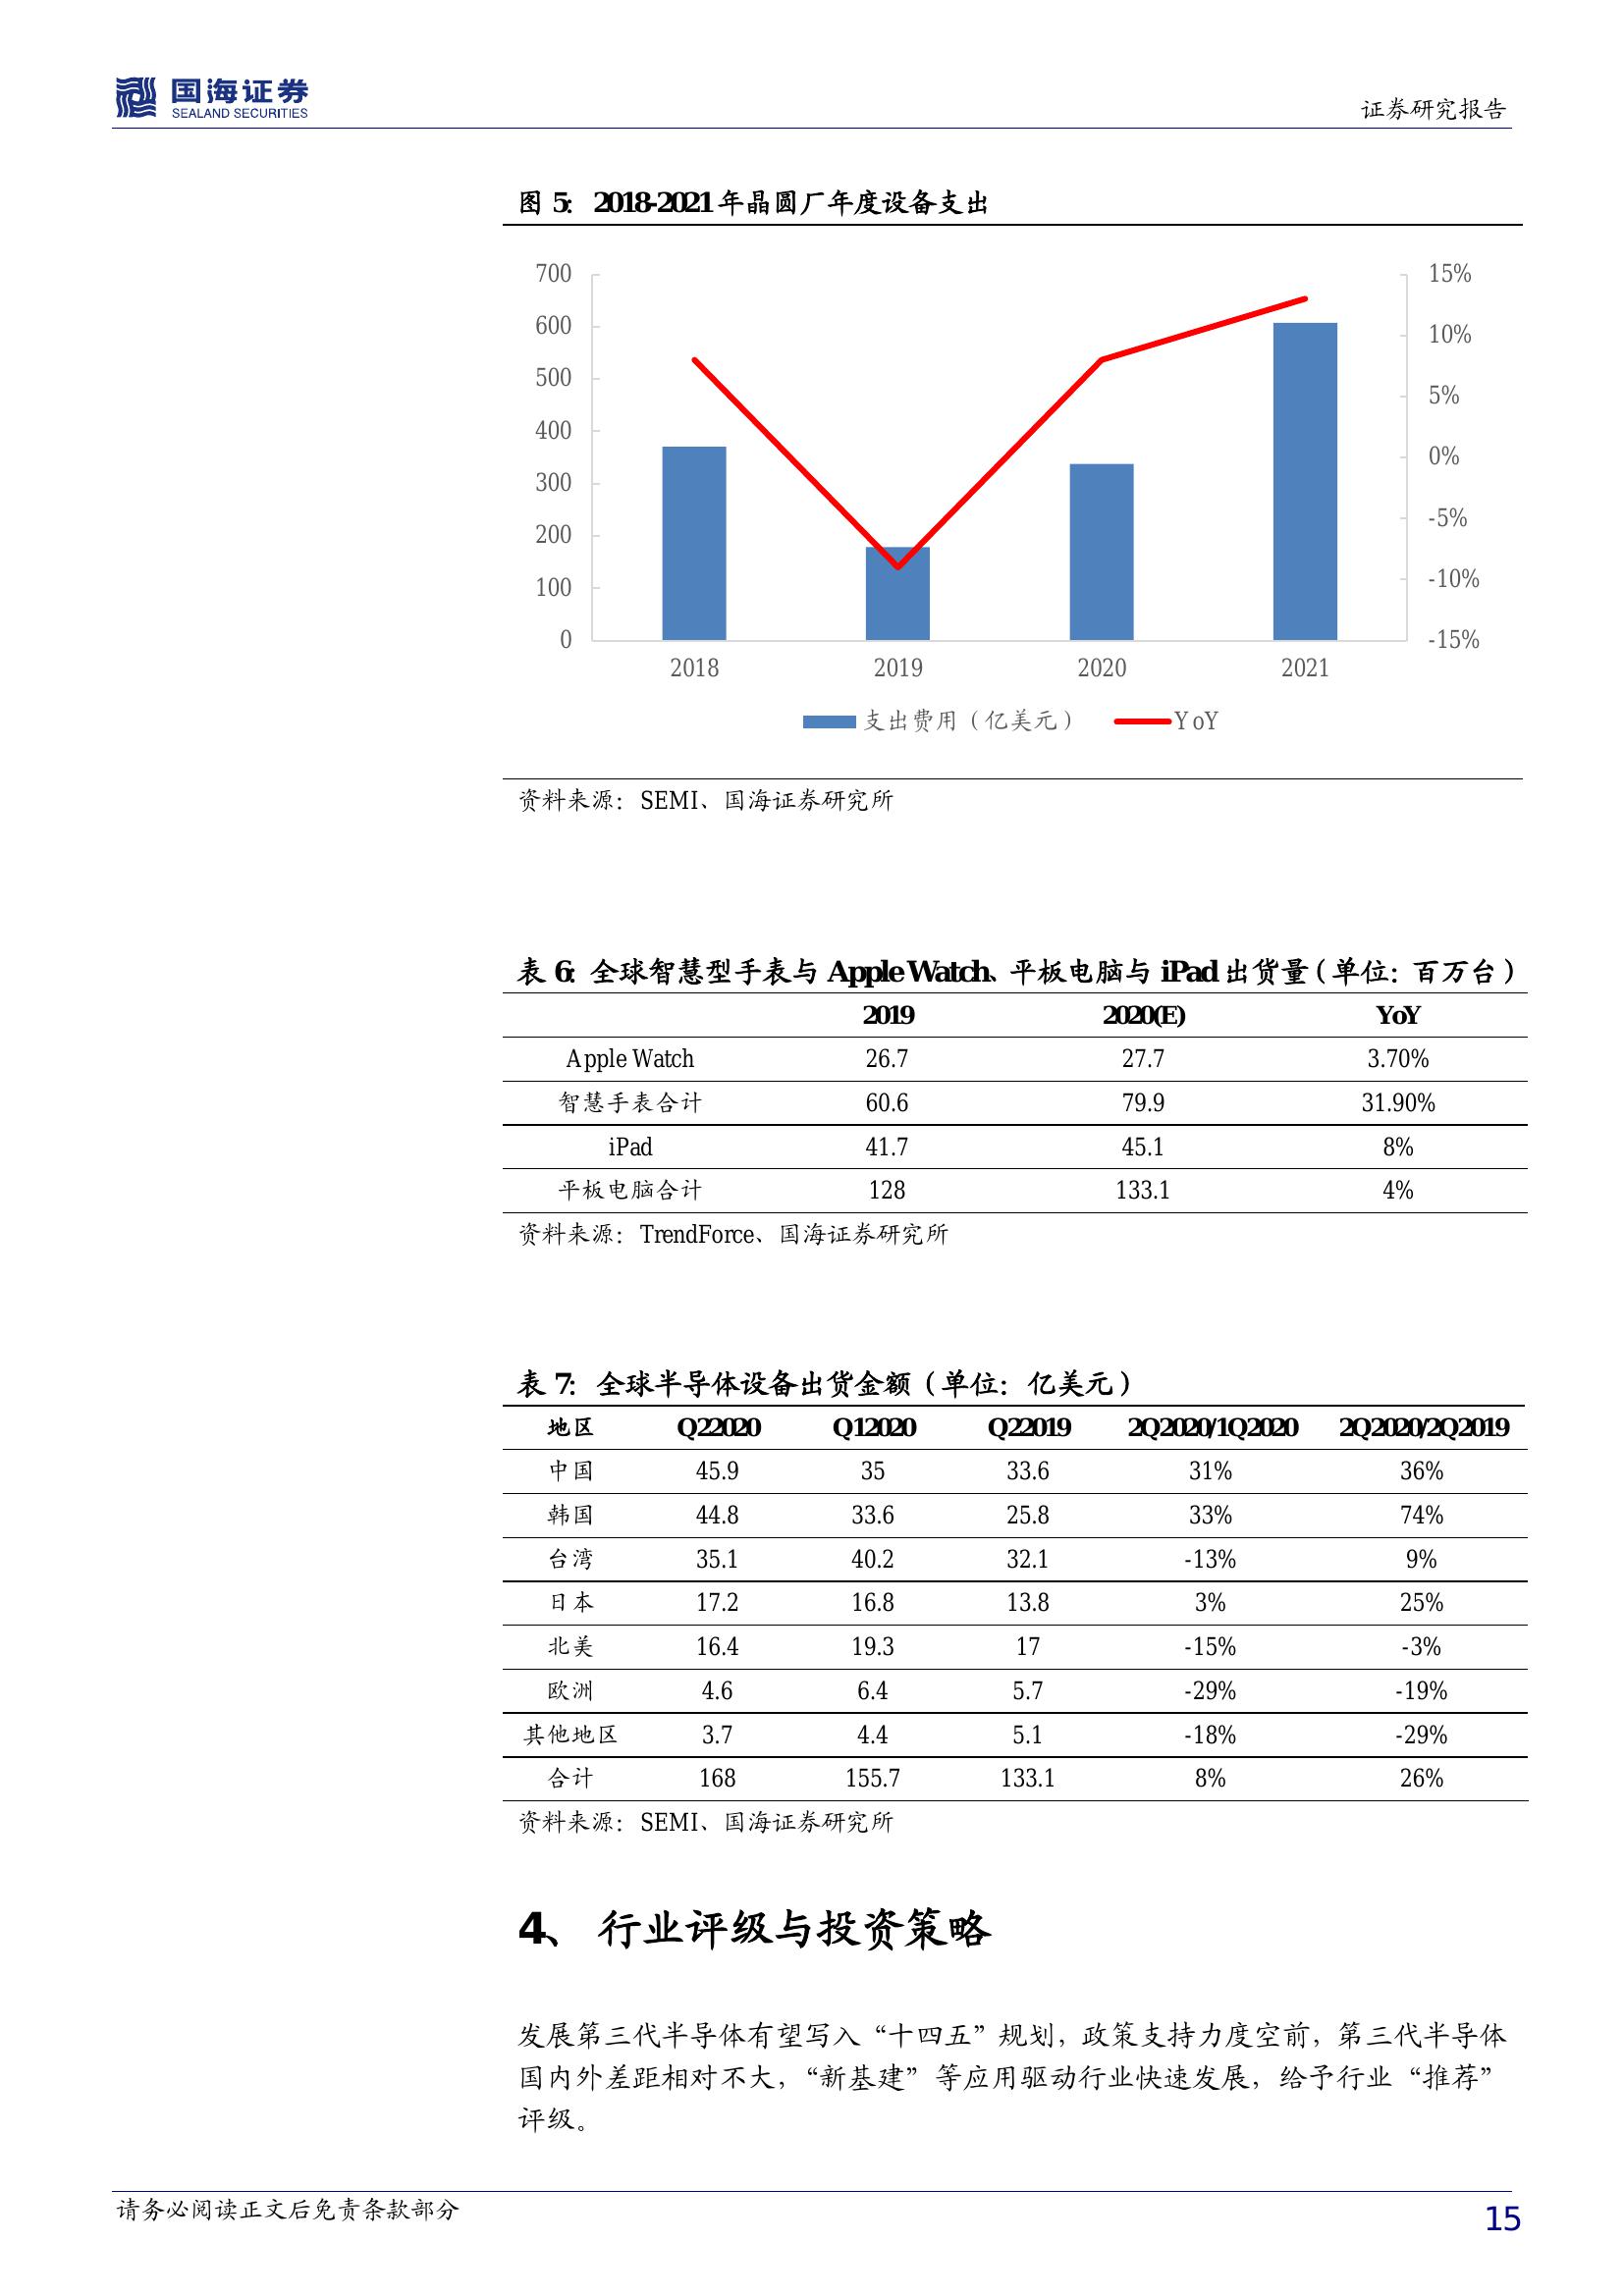 国海证券
SEALAND SECURITIES
证券研究报告
图 5: 2018-2021 年晶圆厂年度设备支出
700 15%
600 10%
500 5%
400 0%
300 -5%
200 -10%
100 -15%
0
2018 2019 2020 2021
支出费用（亿美元） YoY
资料来源：SEMI、国海证券研究所
表 6: 全球智慧型手表与 Apple Watch、平板电脑与 iPad 出货量（单位：百万台）
2019 2020(E) YoY
Apple Watch 26.7 27.7 3.70%
智慧手表合计 60.6 79.9 31.90%
iPad 41.7 45.1 8%
平板电脑合计 128 133.1 4%
资料来源：TrendForce、国海证券研究所
表 7: 全球半导体设备出货金额（单位：亿美元）
地区 Q22020 Q12020 Q22019 2Q2020/1Q2020 2Q2020/2Q2019
中国 45.9 35 33.6 31% 36%
韩国 44.8 33.6 25.8 33% 74%
台湾 35.1 40.2 32.1 -13% 9%
日本 17.2 16.8 13.8 3% 25%
北美 16.4 19.3 17 -15% -3%
欧洲 4.6 6.4 5.7 -29% -19%
其他地区 3.7 4.4 5.1 -18% -29%
合计 168 155.7 133.1 8% 26%
资料来源：SEMI、国海证券研究所
4、 行业评级与投资策略
发展第三代半导体有望写入“十四五”规划，政策支持力度空前，第三代半导体
国内外差距相对不大，“新基建”等应用驱动行业快速发展，给予行业“推荐”
评级。
请务必阅读正文后免责条款部分
15